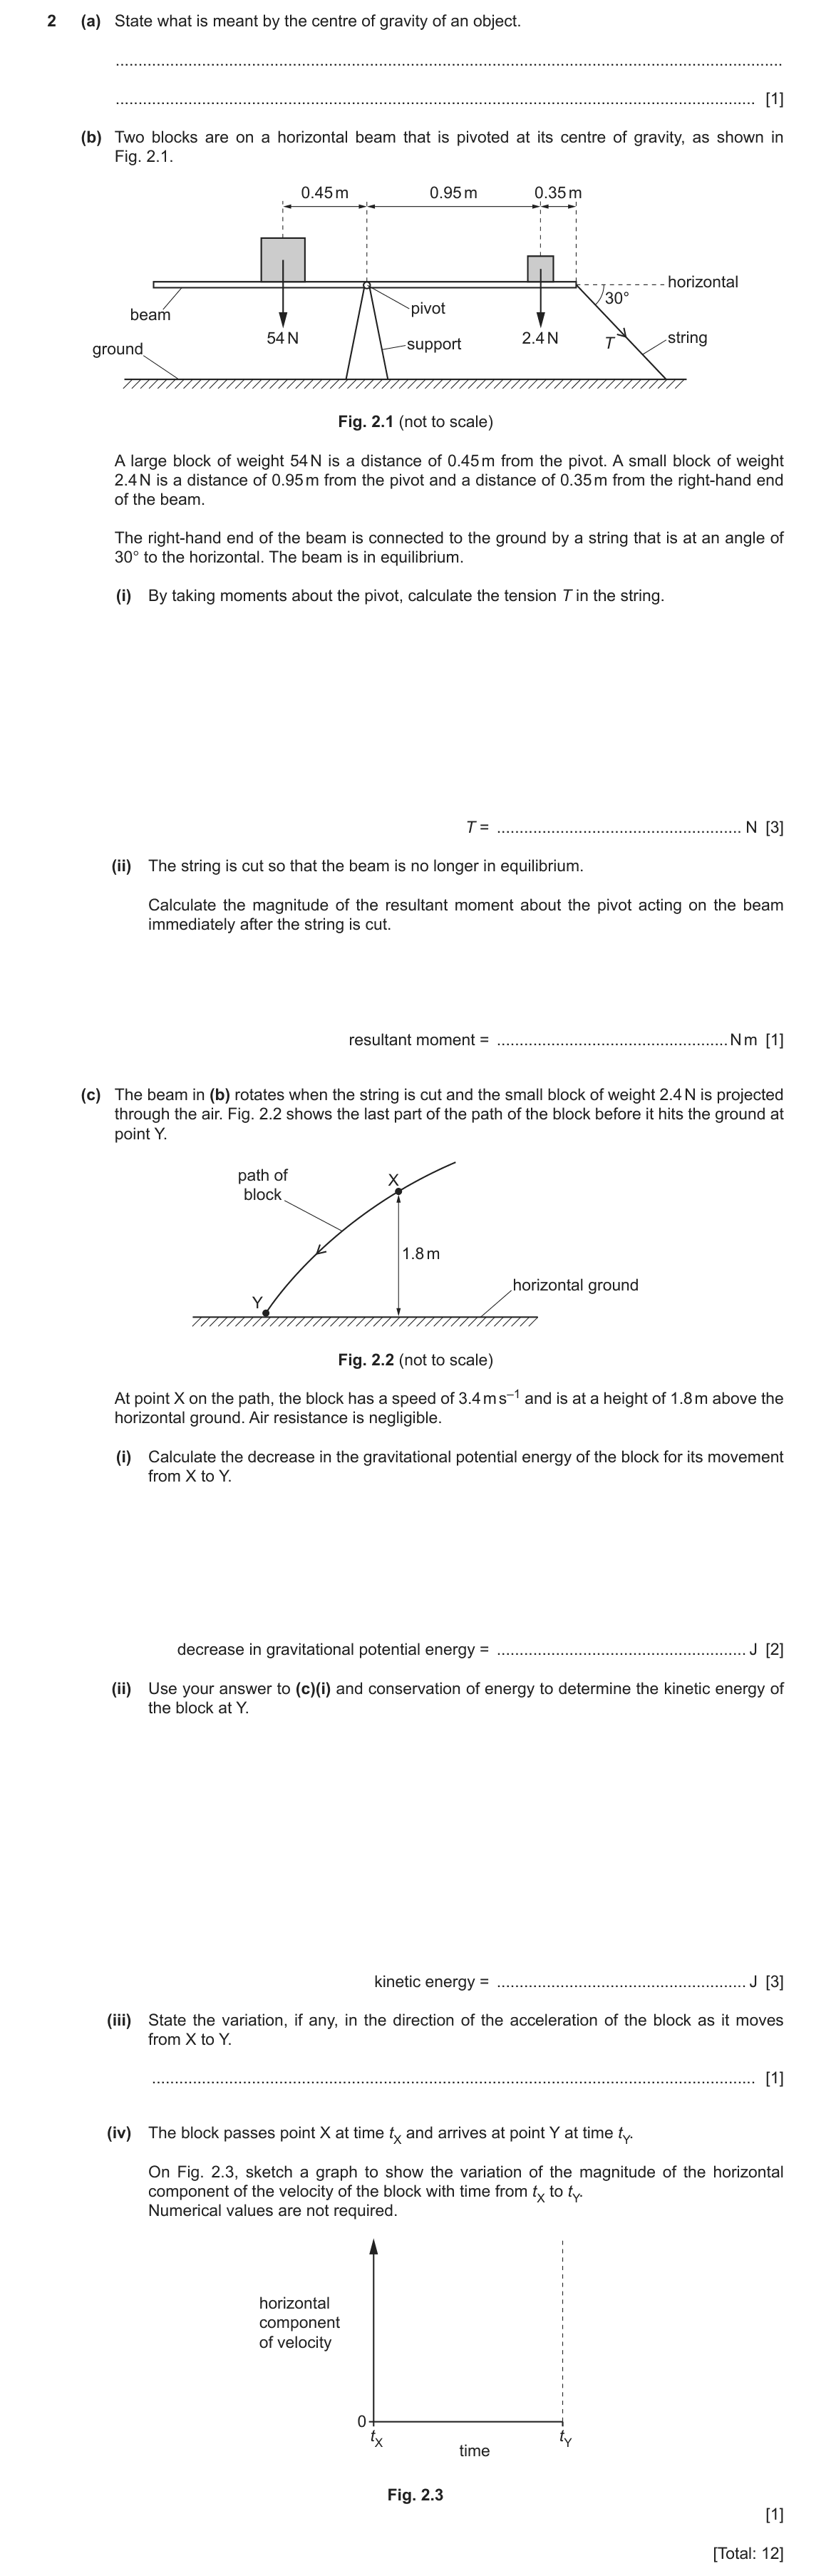 2 (a) State what is meant by the centre of gravity of an object.
..........................................................................................................................................
.................................................................................................................................... [1]
(b) Two blocks are on a horizontal beam that is pivoted at its centre of gravity, as shown in
Fig. 2.1.
0.45 m 0.95 m 0.35 m
horizontal
30°
beam
pivot
54 N
support
2.4 N
T
string
ground
Fig. 2.1 (not to scale)
A large block of weight 54 N is a distance of 0.45 m from the pivot. A small block of weight
2.4 N is a distance of 0.95 m from the pivot and a distance of 0.35 m from the right-hand end
of the beam.
The right-hand end of the beam is connected to the ground by a string that is at an angle of
30° to the horizontal. The beam is in equilibrium.
(i) By taking moments about the pivot, calculate the tension T in the string.
T = ...................................................... N [3]
(ii) The string is cut so that the beam is no longer in equilibrium.
Calculate the magnitude of the resultant moment about the pivot acting on the beam
immediately after the string is cut.
resultant moment = ................................................... N m [1]
(c) The beam in (b) rotates when the string is cut and the small block of weight 2.4 N is projected
through the air. Fig. 2.2 shows the last part of the path of the block before it hits the ground at
point Y.
path of
block
X
1.8 m
horizontal ground
Y
Fig. 2.2 (not to scale)
At point X on the path, the block has a speed of 3.4 m s⁻¹ and is at a height of 1.8 m above the
horizontal ground. Air resistance is negligible.
(i) Calculate the decrease in the gravitational potential energy of the block for its movement
from X to Y.
decrease in gravitational potential energy = ....................................................... J [2]
(ii) Use your answer to (c)(i) and conservation of energy to determine the kinetic energy of
the block at Y.
kinetic energy = ....................................................... J [3]
(iii) State the variation, if any, in the direction of the acceleration of the block as it moves
from X to Y.
............................................................................................................................. [1]
(iv) The block passes point X at time tX and arrives at point Y at time tY.
On Fig. 2.3, sketch a graph to show the variation of the magnitude of the horizontal
component of the velocity of the block with time from tX to tY.
Numerical values are not required.
horizontal
component
of velocity
0
tX
tY
time
Fig. 2.3
[1]
[Total: 12]